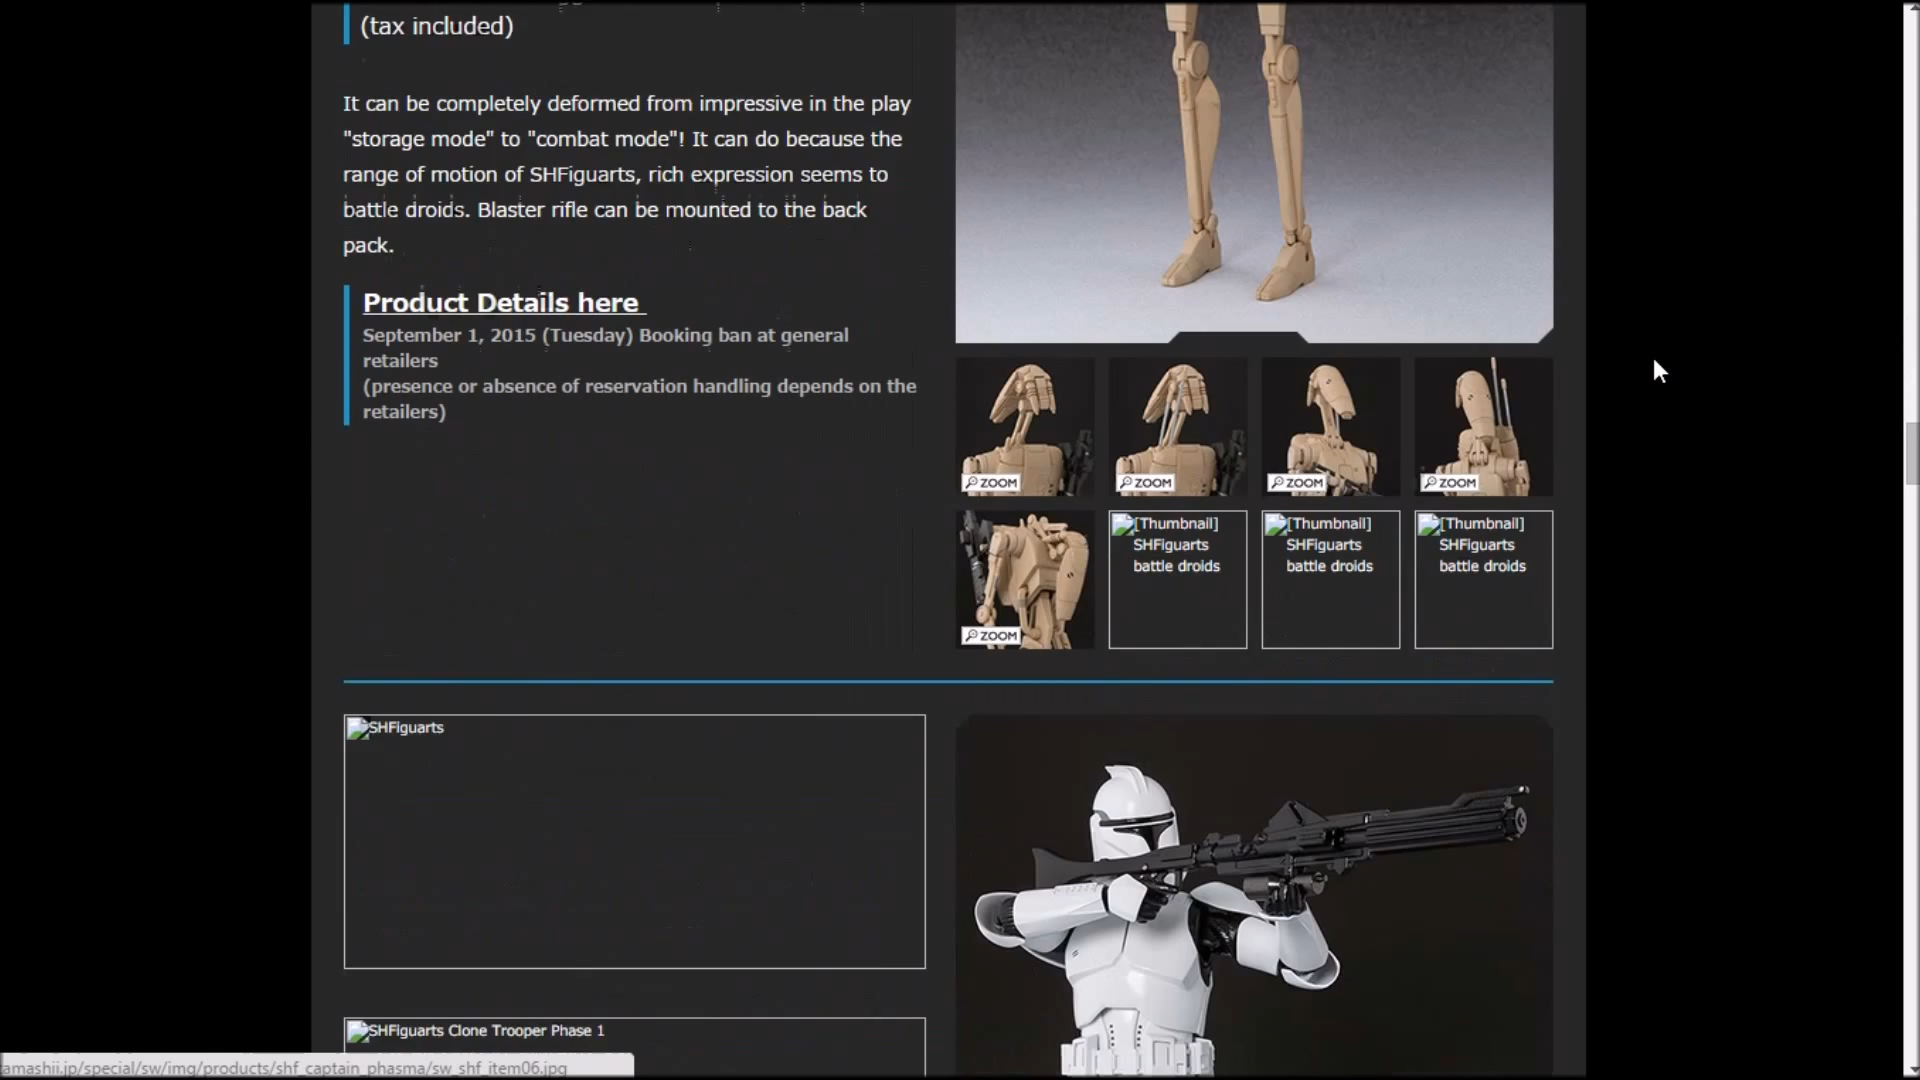 (tax included)
It can be completely deformed from impressive in the play
"storage mode" to "combat mode"! It can do because the
range of motion of SHFiguarts, rich expression seems to
battle droids. Blaster rifle can be mounted to the back
pack.
Product Details here
September 1, 2015 (Tuesday) Booking ban at general
retailers
(presence or absence of reservation handling depends on the
retailers)
ZOOM
ZOOM
ZOOM
ZOOM
ZOOM
[Thumbnail]
SHFiguarts
battle droids
[Thumbnail]
SHFiguarts
battle droids
[Thumbnail]
SHFiguarts
battle droids
SHFiguarts
SHFiguarts Clone Trooper Phase 1
amashii.jp/special/sw/img/products/shf_captain_phasma/sw_shf_item06.jpg